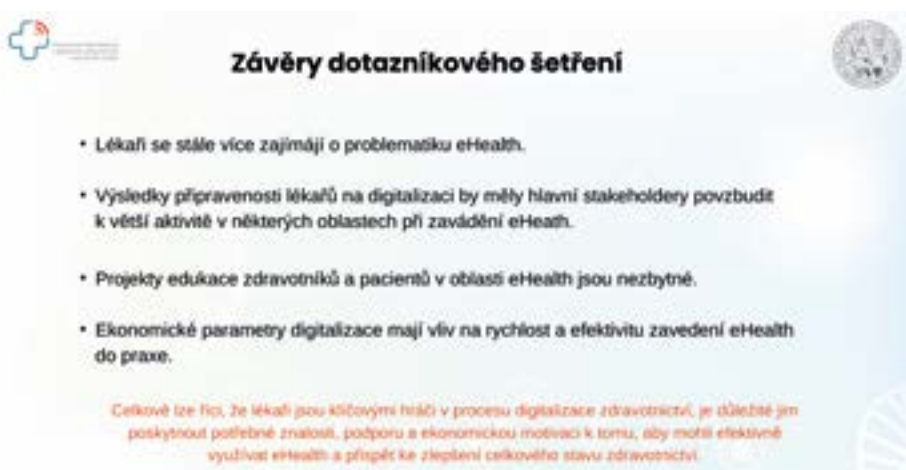 Závěry dotazníkového šetření
• Lékaři se stále více zajímájí o problematiku eHealth.
• Výsledky připravenosti lékařů na digitalizaci by měly hlavní stakeholdery povzbudit
k větší aktivitě v některých oblastech při zavádění eHeath.
• Projekty edukace zdravotníků a pacientů v oblasti eHealth jsou nezbytné.
• Ekonomické parametry digitalizace mají vliv na rychlost a efektivitu zavedení eHealth
do praxe.
Celkově lze říci, že lékaři jsou klíčovými hráči v procesu digitalizace zdravotnictví, je důležité jim
poskytnout potřebné znalosti, podporu a ekonomickou motivaci k tomu, aby mohli efektivně
využívat eHealth a přispět ke zlepšení celkového stavu zdravotnictví.